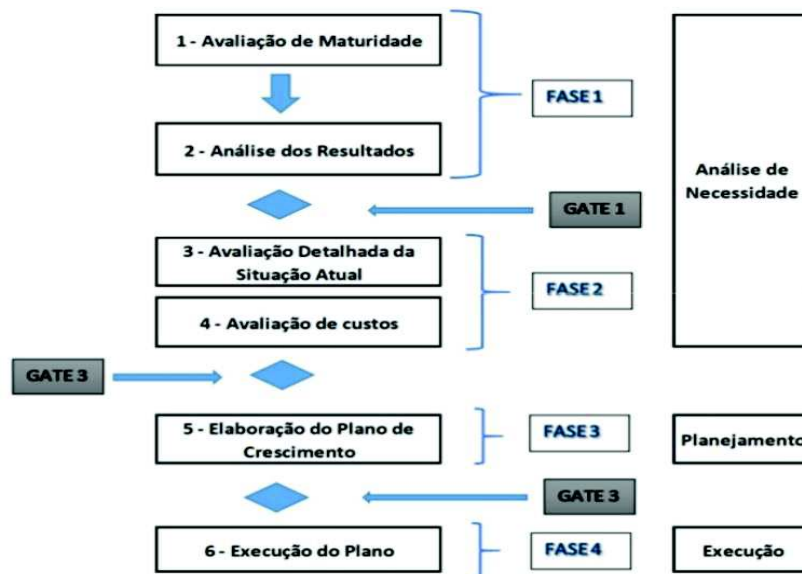 1 - Avaliação de Maturidade
FASE 1
2 - Análise dos Resultados
Análise de
Necessidade
GATE 1
3 - Avaliação Detalhada da
Situação Atual
FASE 2
4 - Avaliação de custos
GATE 3
5 - Elaboração do Plano de
Crescimento
FASE 3
Planejamento
GATE 3
6 - Execução do Plano
FASE 4
Execução